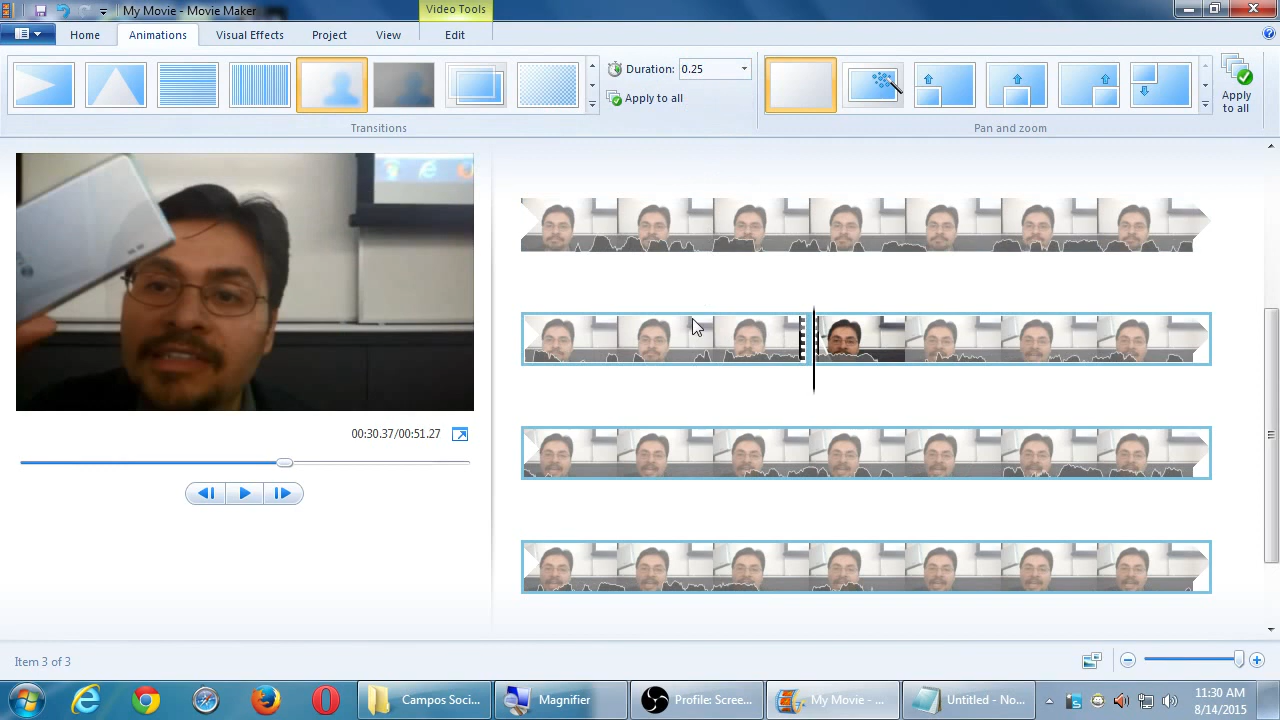 My Movie - Movie Maker
Video Tools
Home
Animations
Visual Effects
Project
View
Edit
Duration: 0.25
Apply to all
Transitions
Apply
to all
Pan and zoom
00:30.37/00:51.27
Item 3 of 3
Campos Soci...
Magnifier
Profile: Scree...
My Movie - ...
Untitled - No...
11:30 AM
8/14/2015